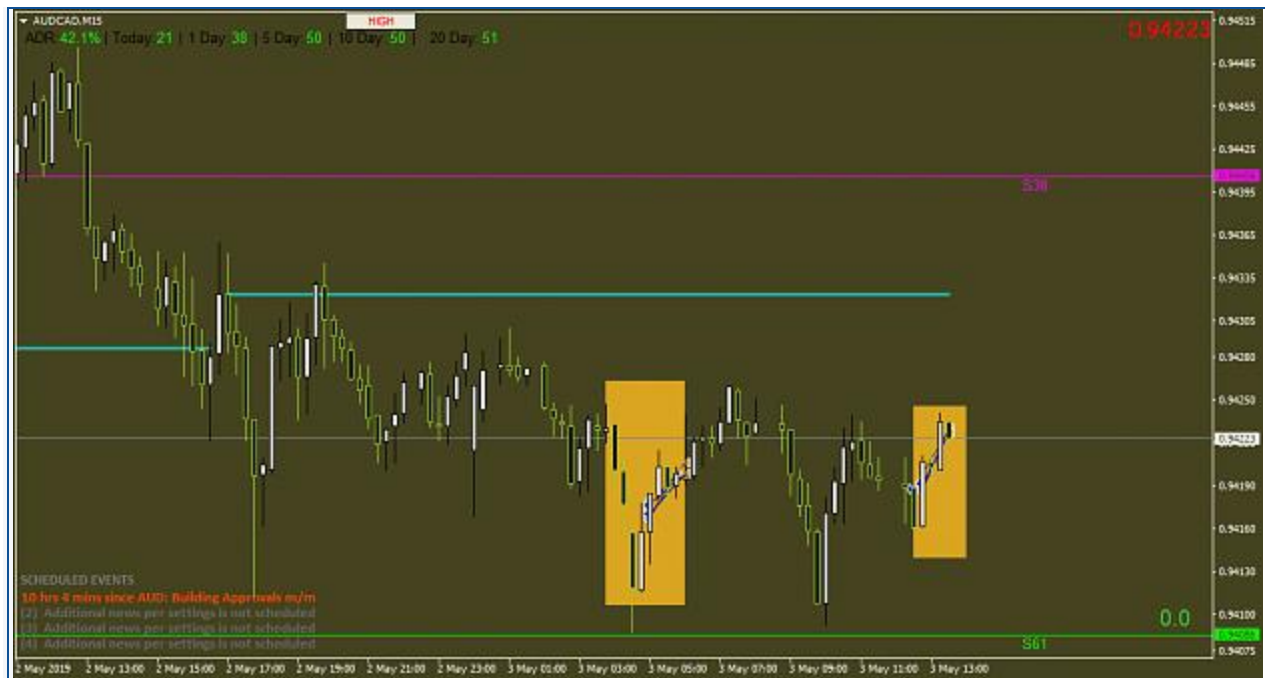 AUDCAD.M15
HIGH
ADR 42.1% | Today 21 | 1 Day 38 | 5 Day 50 | 10 Day 50 | 20 Day 51
0.94223
0.94515
0.94485
0.94455
0.94425
0.94395
S38
0.94365
0.94335
0.94305
0.94280
0.94250
0.94223
0.94190
0.94160
0.94130
0.94100
0.94075
SCHEDULED EVENTS
10 hrs 4 mins since AUD: Building Approvals m/m
(2) Additional news per settings is not scheduled
(3) Additional news per settings is not scheduled
(4) Additional news per settings is not scheduled
0.0
S61
2 May 2019 2 May 13:00 2 May 15:00 2 May 17:00 2 May 19:00 2 May 21:00 2 May 23:00 3 May 01:00 3 May 03:00 3 May 05:00 3 May 07:00 3 May 09:00 3 May 11:00 3 May 13:00